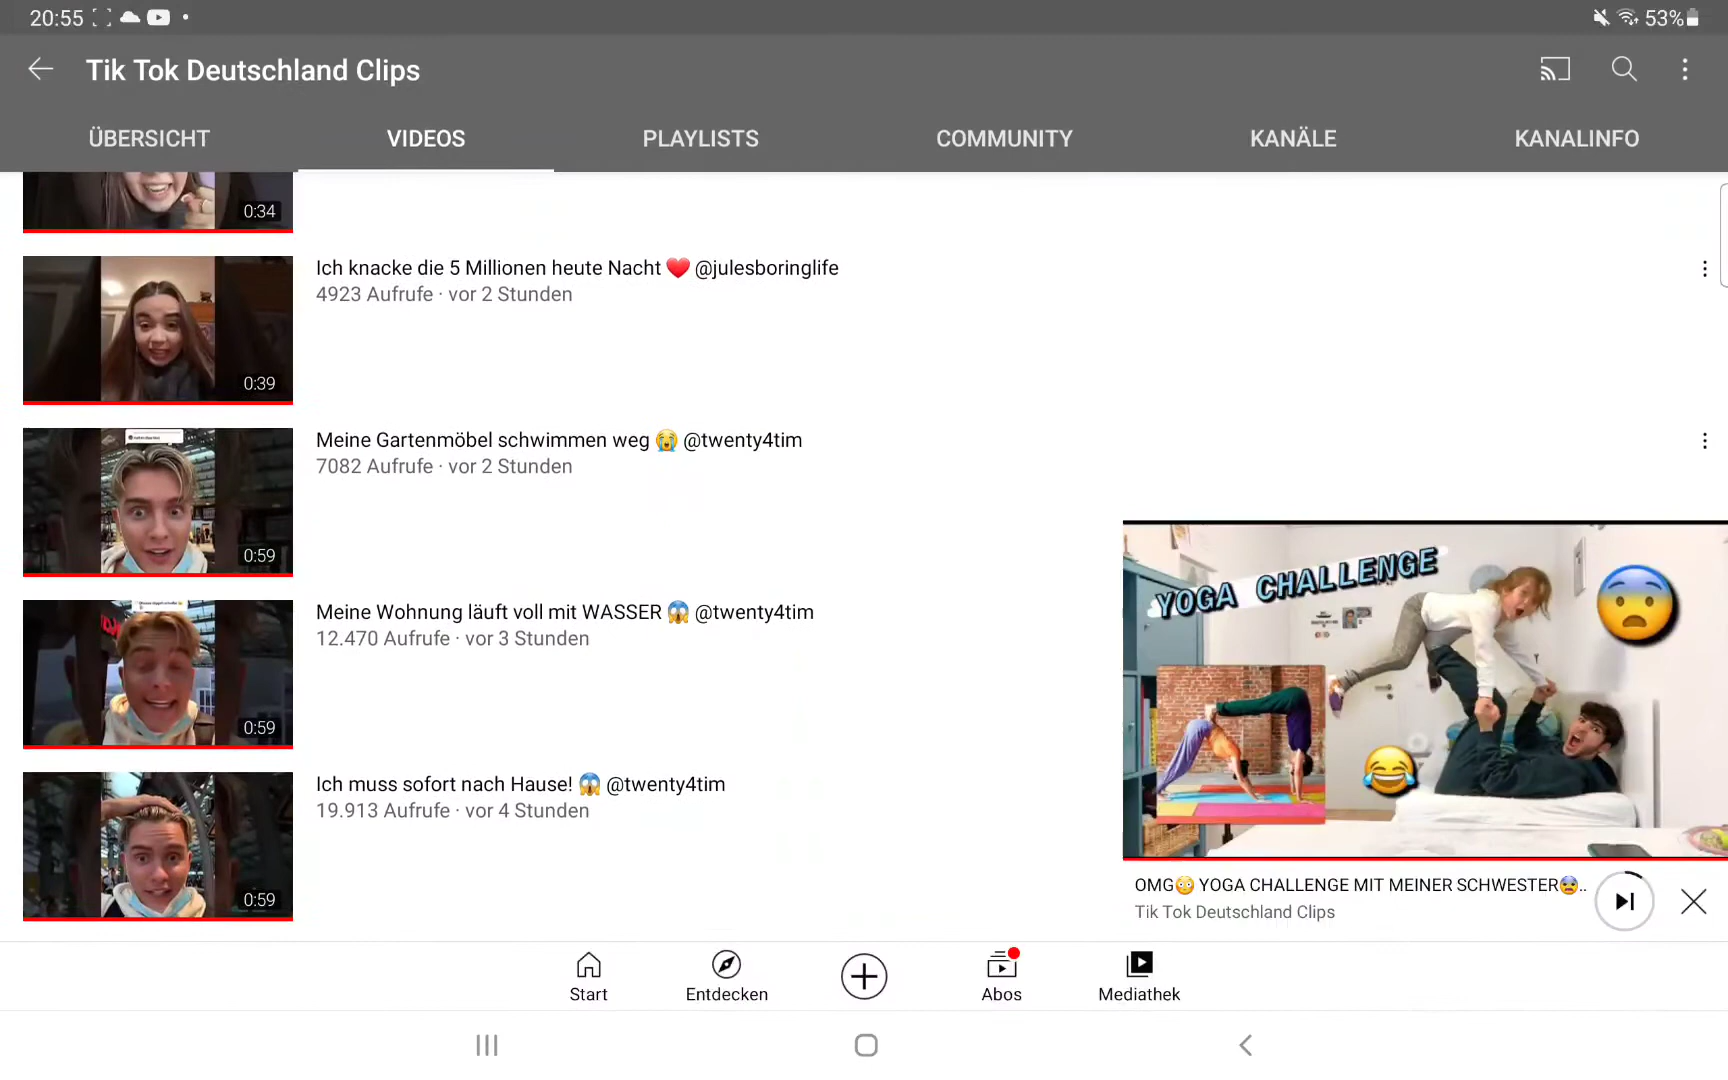 20:55
53%
Tik Tok Deutschland Clips
ÜBERSICHT
VIDEOS
PLAYLISTS
COMMUNITY
KANÄLE
KANALINFO
0:34
Ich knacke die 5 Millionen heute Nacht ❤️ @julesboringlife
4923 Aufrufe · vor 2 Stunden
0:39
Meine Gartenmöbel schwimmen weg 😭 @twenty4tim
7082 Aufrufe · vor 2 Stunden
0:59
Meine Wohnung läuft voll mit WASSER 😱 @twenty4tim
12.470 Aufrufe · vor 3 Stunden
0:59
Ich muss sofort nach Hause! 😱 @twenty4tim
19.913 Aufrufe · vor 4 Stunden
0:59
YOGA CHALLENGE
OMG😳 YOGA CHALLENGE MIT MEINER SCHWESTER😨..
Tik Tok Deutschland Clips
Start
Entdecken
Abos
Mediathek